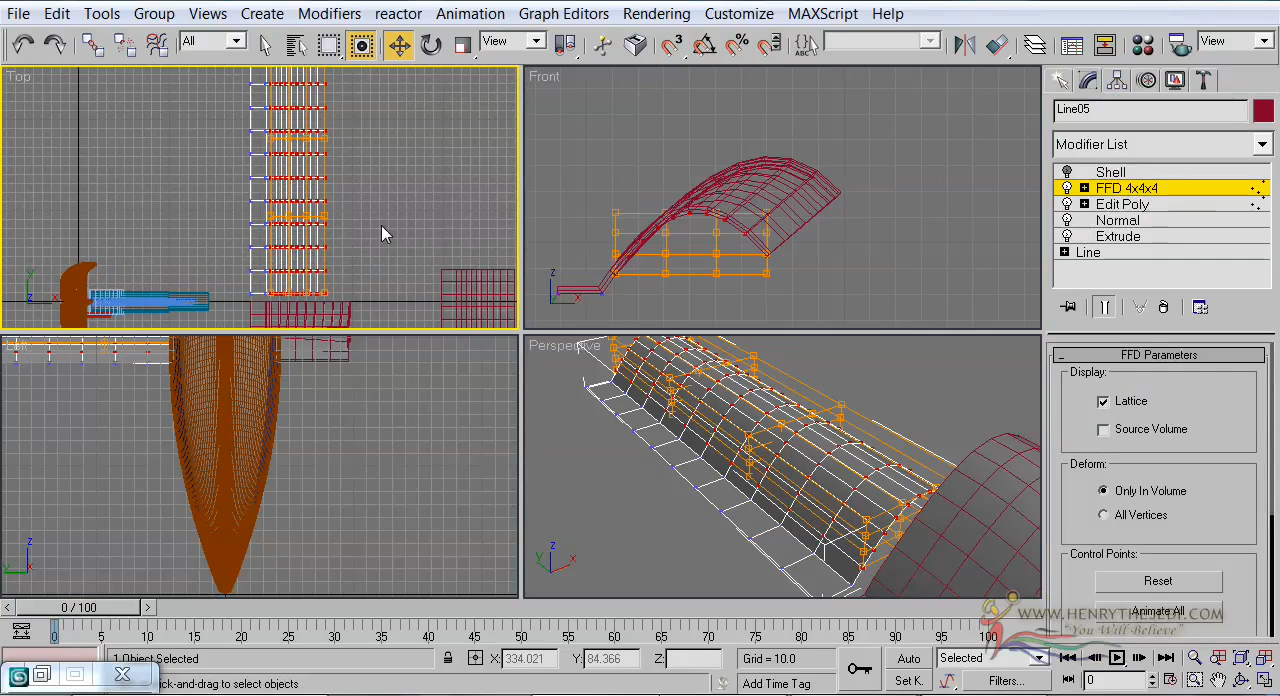 File Edit Tools Group Views Create Modifiers reactor Animation Graph Editors Rendering Customize MAXScript Help
All View 3 % ABC View
Top Front
Line05
Modifier List
Shell
FFD 4x4x4
Edit Poly
Normal
Extrude
Line
Perspective
FFD Parameters
Display:
Lattice
Source Volume
Deform:
Only In Volume
All Vertices
Control Points:
Reset
Animate All
WWW.HENRYTHEJEDI.COM
"You Will Believe"
0 / 100
0 5 10 15 20 25 30 35 40 45 50 55 60 65 70 75 80 85 90 95 100
1 Object Selected X: 334.021 Y: 84.366 Z: Grid = 10.0 Auto Selected
ck-and-drag to select objects Add Time Tag Set K. Filters... 0